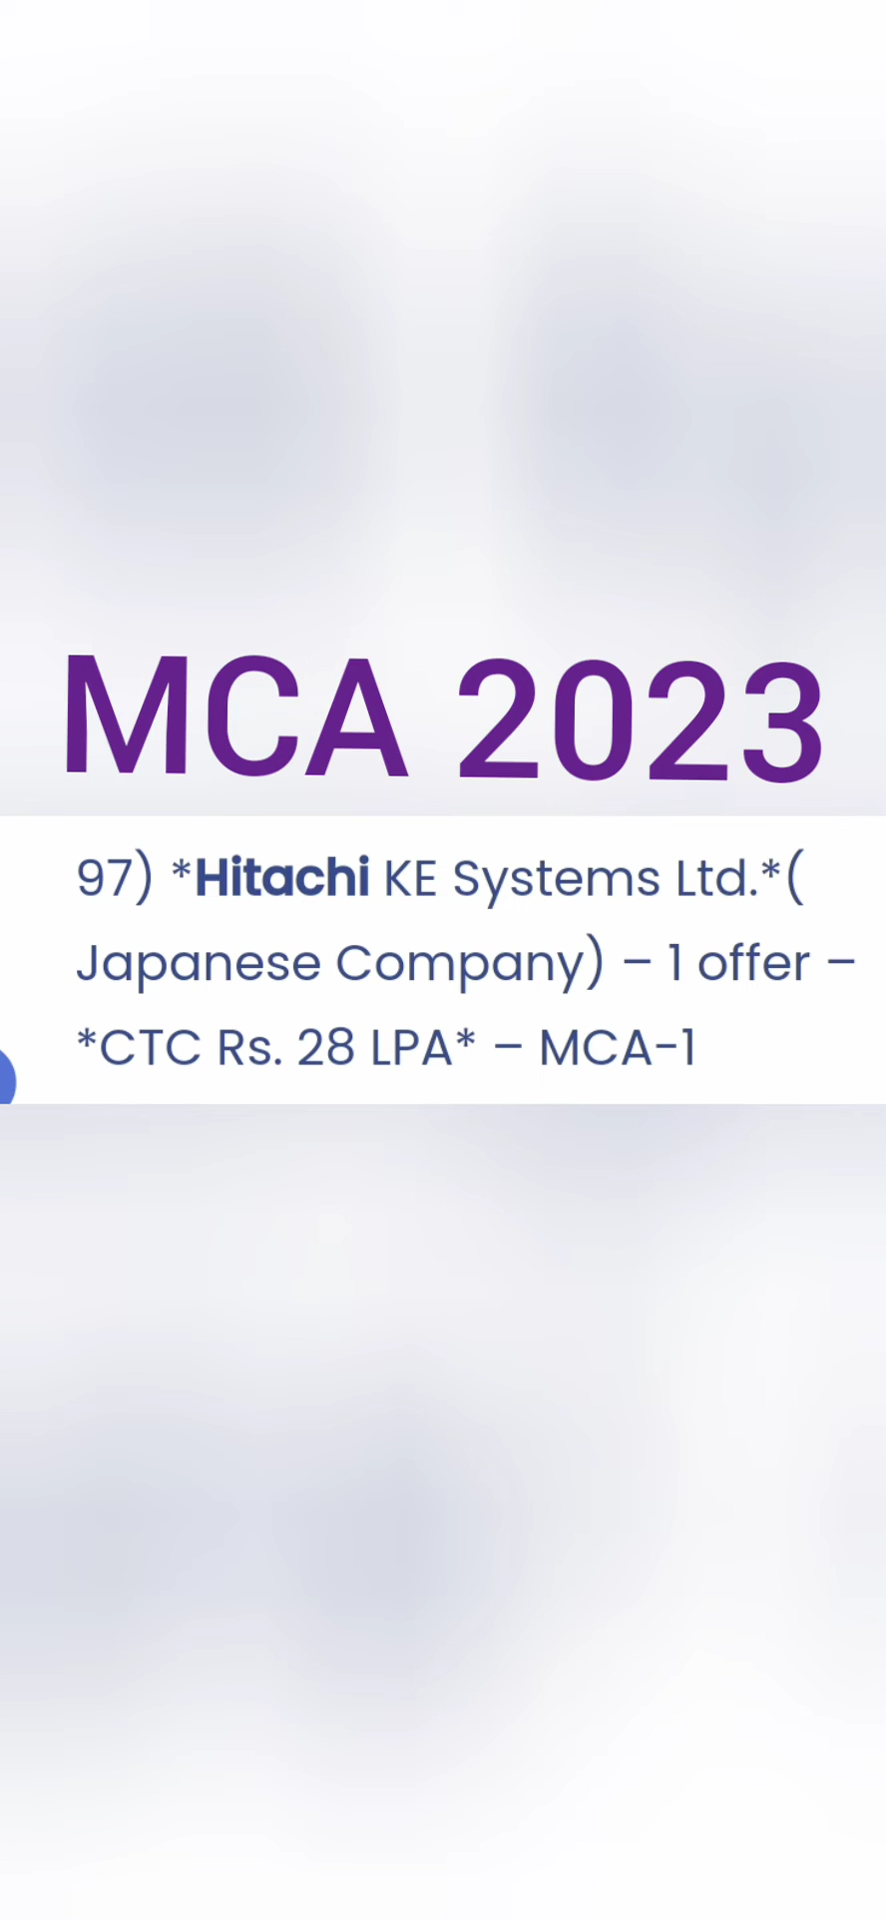 MCA 2023
97) *Hitachi KE Systems Ltd.*(
Japanese Company) – 1 offer –
*CTC Rs. 28 LPA* – MCA-1